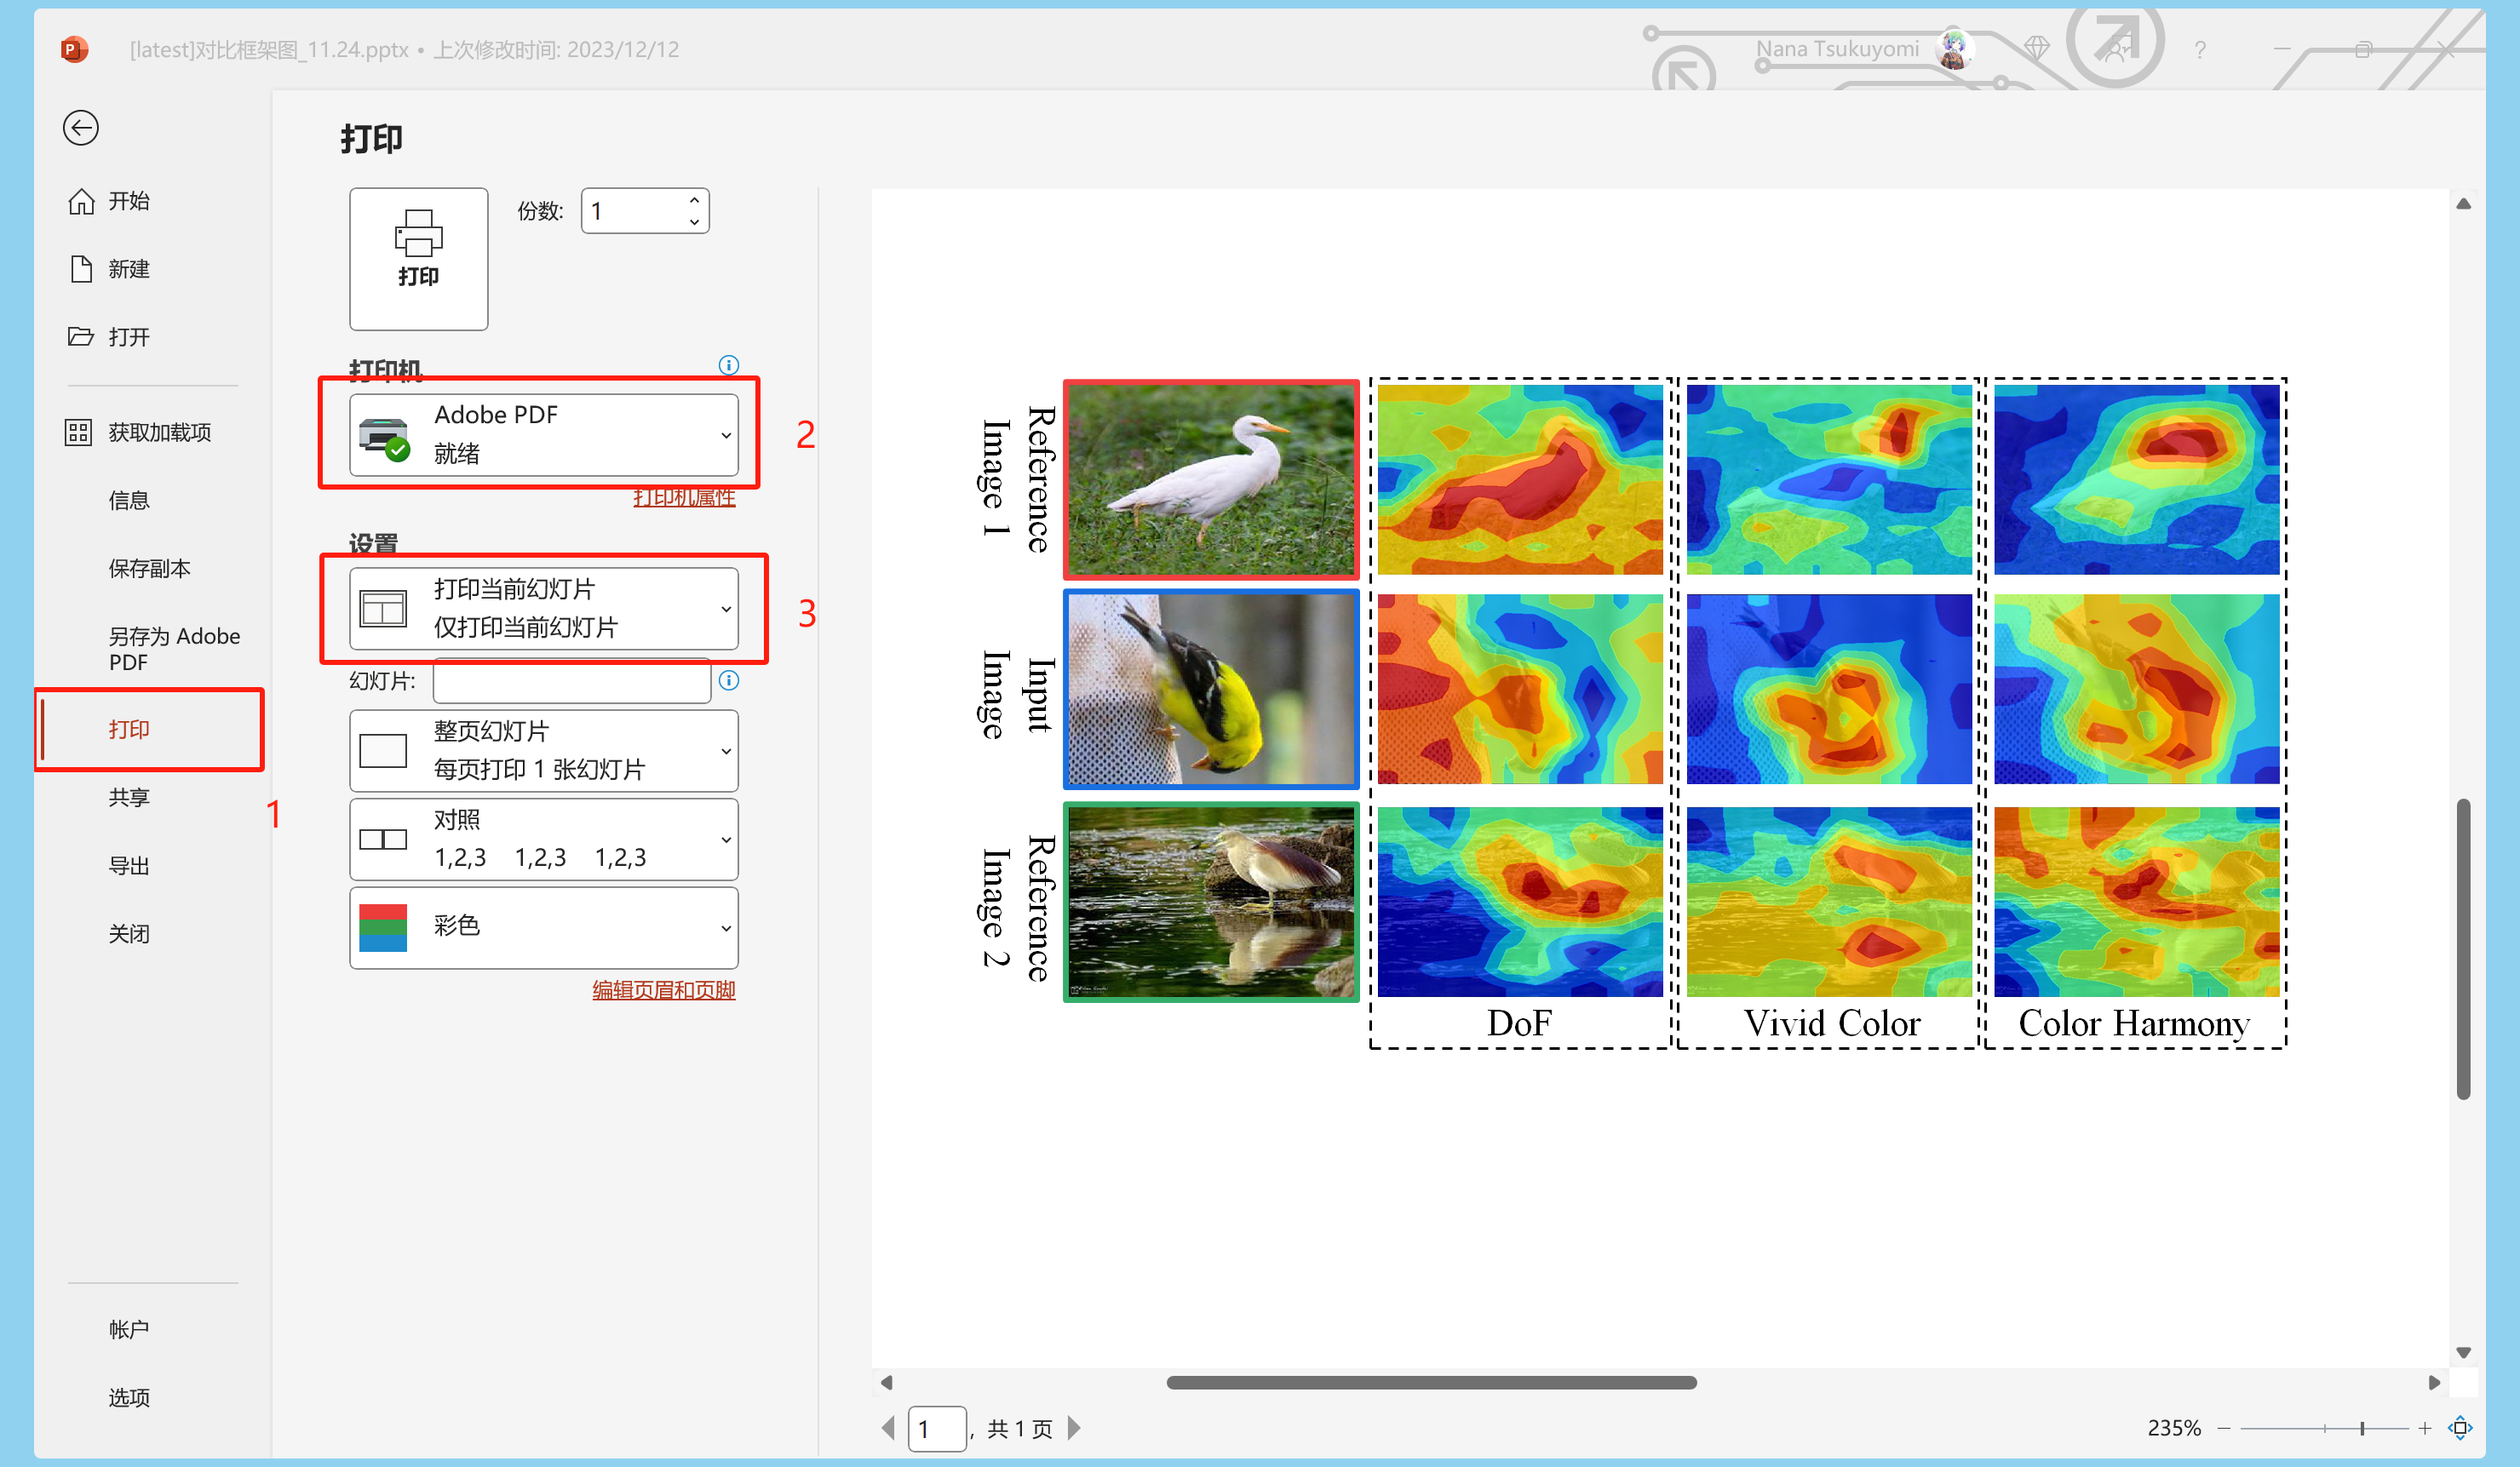 [latest]对比框架图_11.24.pptx • 上次修改时间: 2023/12/12
Nana Tsukuyomi
?
开始
新建
打开
获取加载项
信息
保存副本
另存为 Adobe
PDF
打印
1
共享
导出
关闭
帐户
选项
打印
打印
份数:
1
打印机
Adobe PDF
就绪
2
打印机属性
设置
打印当前幻灯片
仅打印当前幻灯片
3
幻灯片:
整页幻灯片
每页打印 1 张幻灯片
对照
1,2,3 1,2,3 1,2,3
彩色
编辑页眉和页脚
Reference
Image 1
Input
Image
Reference
Image 2
DoF
Vivid Color
Color Harmony
1 , 共 1 页
235%